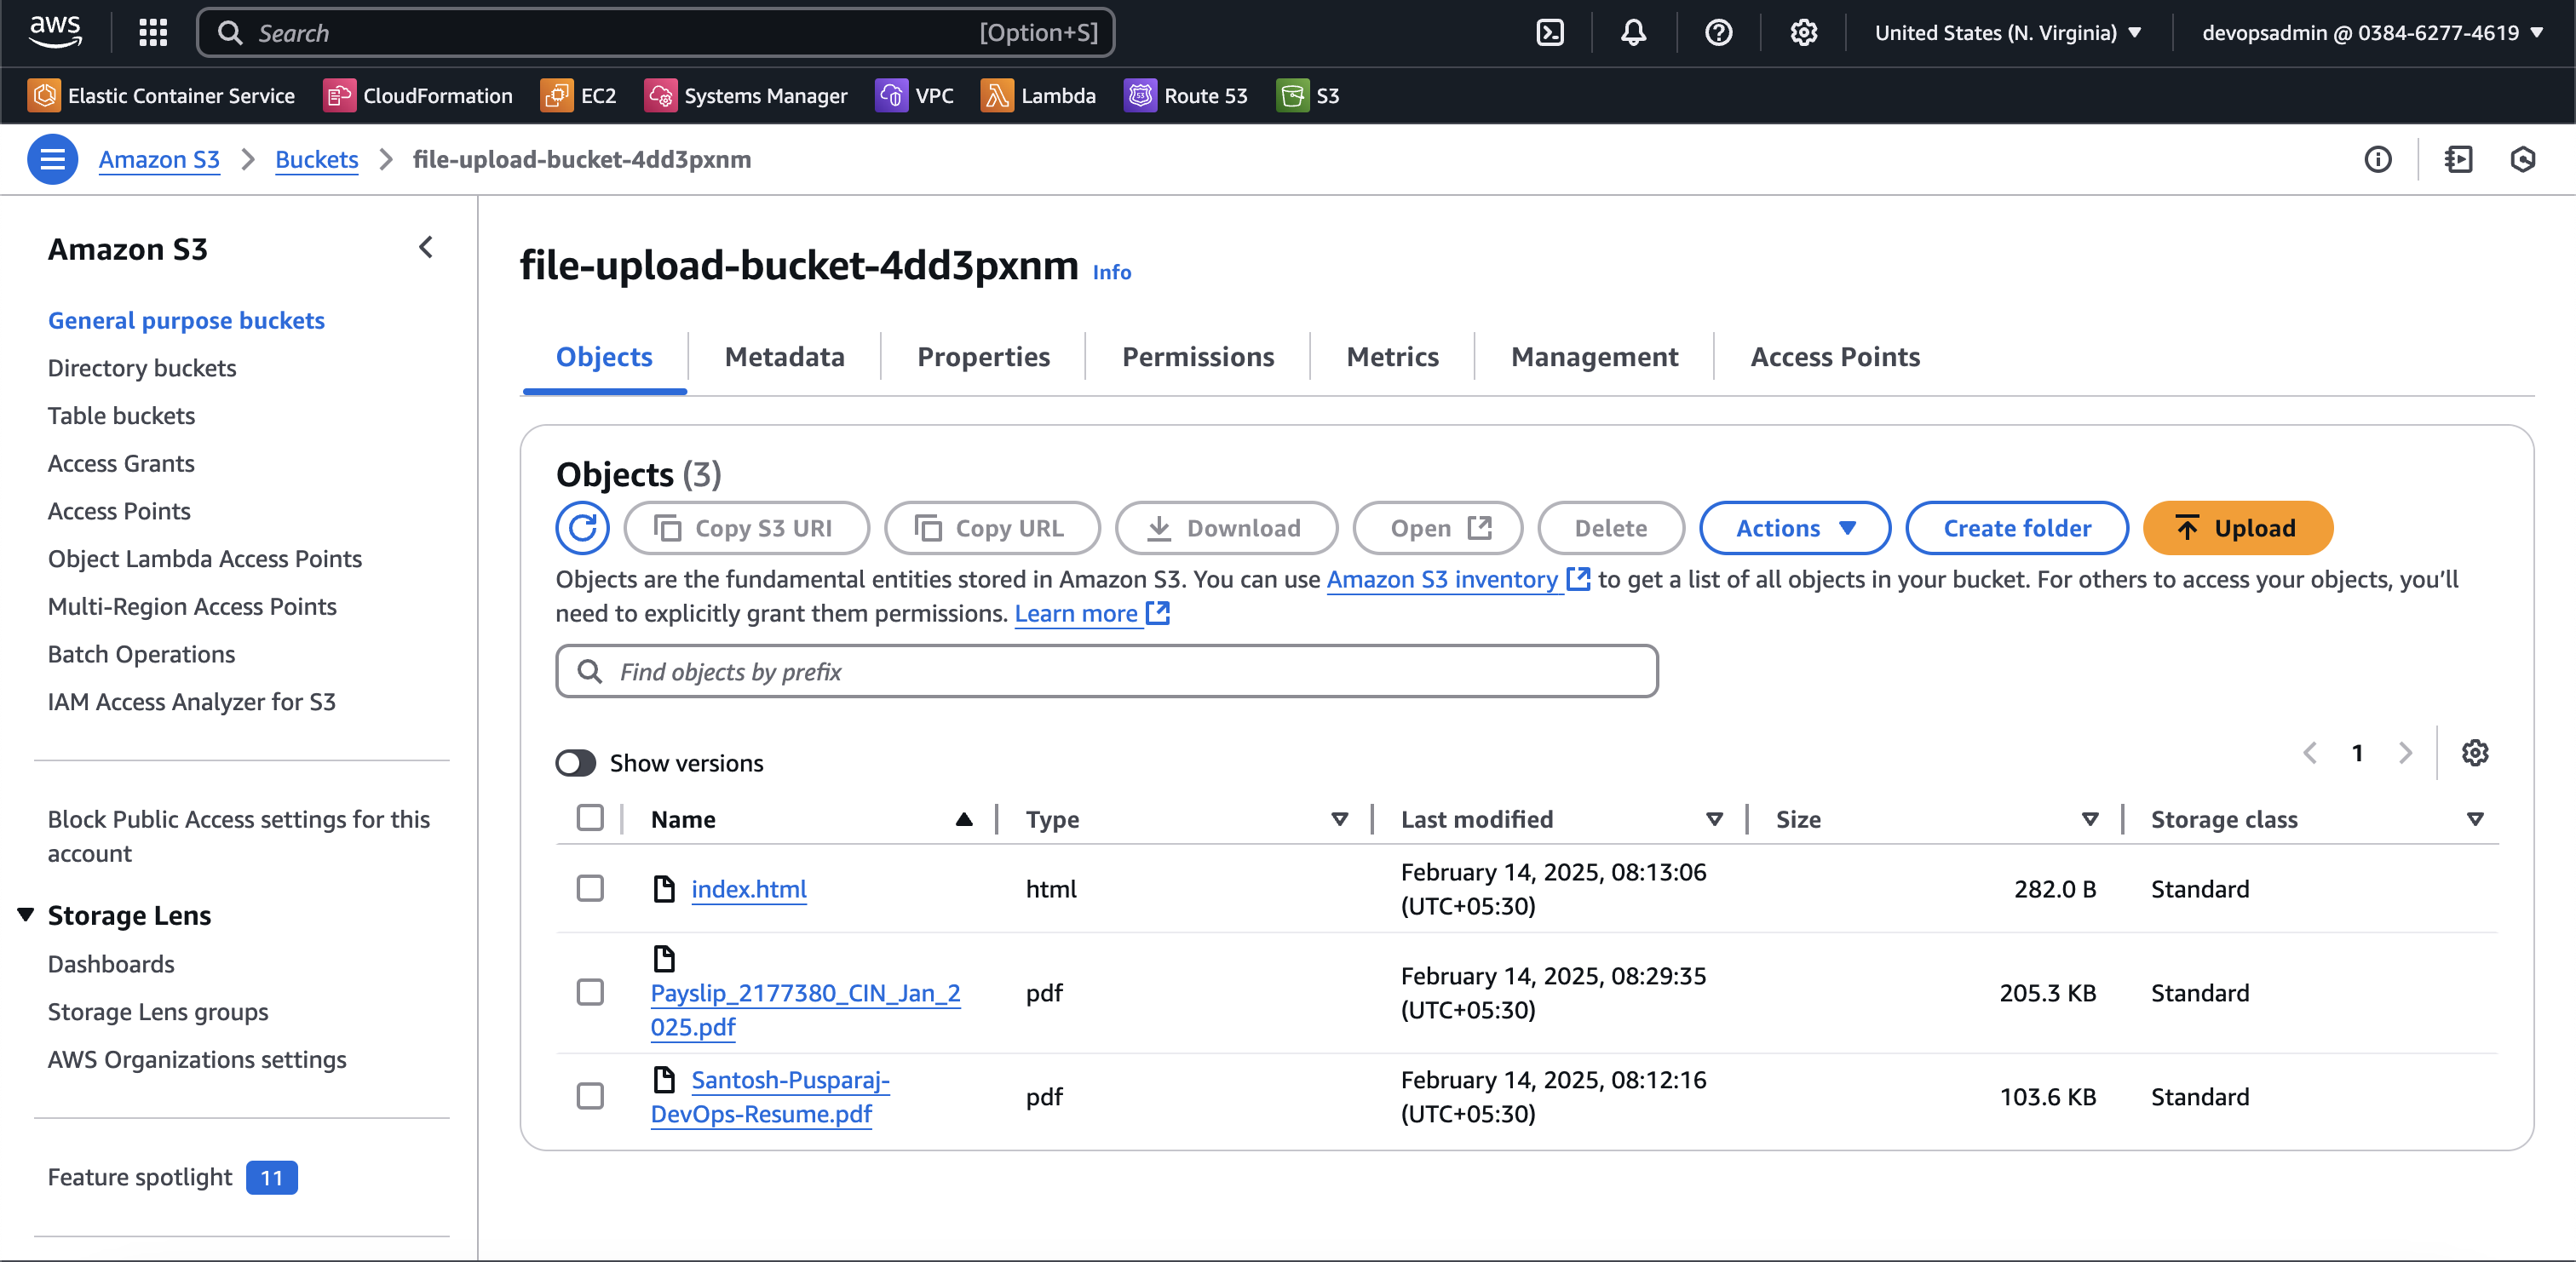 aws
Search [Option+S]
United States (N. Virginia)
devopsadmin @ 0384-6277-4619
Elastic Container Service
CloudFormation
EC2
Systems Manager
VPC
Lambda
53
Route 53
S3
Amazon S3
Buckets
file-upload-bucket-4dd3pxnm
Amazon S3
General purpose buckets
Directory buckets
Table buckets
Access Grants
Access Points
Object Lambda Access Points
Multi-Region Access Points
Batch Operations
IAM Access Analyzer for S3
Block Public Access settings for this
account
Storage Lens
Dashboards
Storage Lens groups
AWS Organizations settings
Feature spotlight 11
file-upload-bucket-4dd3pxnm Info
Objects
Metadata
Properties
Permissions
Metrics
Management
Access Points
Objects (3)
Copy S3 URI
Copy URL
Download
Open
Delete
Actions
Create folder
Upload
Objects are the fundamental entities stored in Amazon S3. You can use Amazon S3 inventory to get a list of all objects in your bucket. For others to access your objects, you’ll
need to explicitly grant them permissions. Learn more
Find objects by prefix
Show versions
1
Name Type Last modified Size Storage class
index.html html February 14, 2025, 08:13:06 282.0 B Standard
(UTC+05:30)
Payslip_2177380_CIN_Jan_2 pdf February 14, 2025, 08:29:35 205.3 KB Standard
025.pdf (UTC+05:30)
Santosh-Pusparaj- pdf February 14, 2025, 08:12:16 103.6 KB Standard
DevOps-Resume.pdf (UTC+05:30)